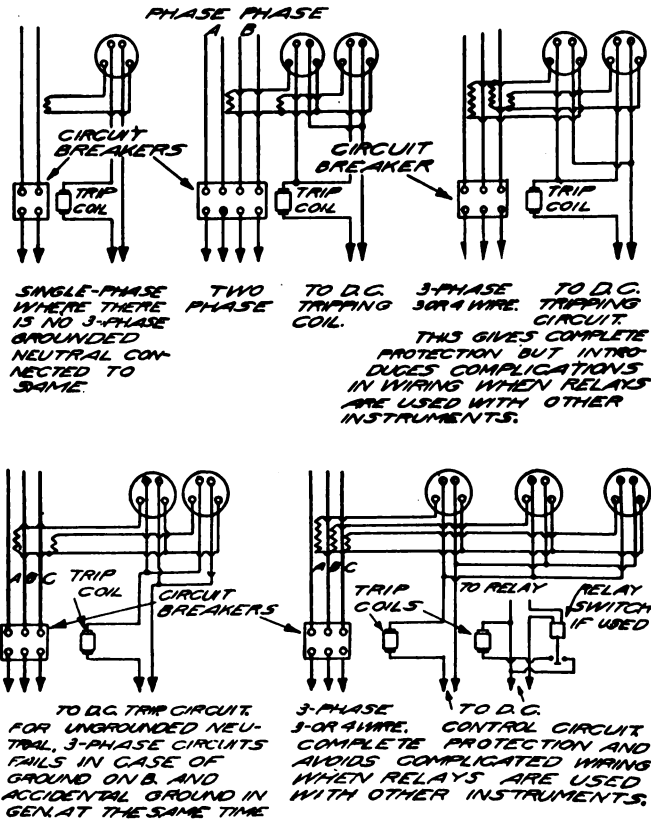 PHASE PHASE
A B
CIRCUIT
BREAKERS
CIRCUIT
BREAKER
TRIP
COIL
TRIP
COIL
TRIP
COIL
SINGLE-PHASE
WHERE THERE
IS NO 3-PHASE
GROUNDED
NEUTRAL CON-
NECTED TO
SAME.
TWO
PHASE
TO D.C.
TRIPPING
COIL.
3-PHASE
3 OR 4 WIRE.
TO D.C.
TRIPPING
CIRCUIT.
THIS GIVES COMPLETE
PROTECTION BUT INTRO-
DUCES COMPLICATIONS
IN WIRING WHEN RELAYS
ARE USED WITH OTHER
INSTRUMENTS.
A B C
TRIP
COIL
CIRCUIT
BREAKERS
A B C
TRIP
COILS
TO RELAY
RELAY
SWITCH
IF USED
TO D.C. TRIP CIRCUIT.
FOR UNGROUNDED NEU-
TRAL, 3-PHASE CIRCUITS
FAILS IN CASE OF
GROUND ON B. AND
ACCIDENTAL GROUND IN
GEN. AT THE SAME TIME
3-PHASE
3-OR 4 WIRE.
TO D.C.
CONTROL CIRCUIT.
COMPLETE PROTECTION AND
AVOIDS COMPLICATED WIRING
WHEN RELAYS ARE USED
WITH OTHER INSTRUMENTS.